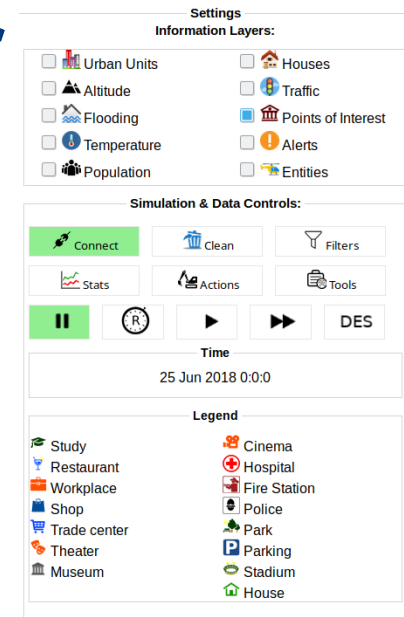 Settings
Information Layers:
Urban Units Houses
Altitude Traffic
Flooding Points of Interest
Temperature Alerts
Population Entities
Simulation & Data Controls:
Connect Clean Filters
Stats Actions Tools
R DES
Time
25 Jun 2018 0:0:0
Legend
Study Cinema
Restaurant Hospital
Workplace Fire Station
Shop Police
Trade center Park
Theater P Parking
Museum Stadium
House